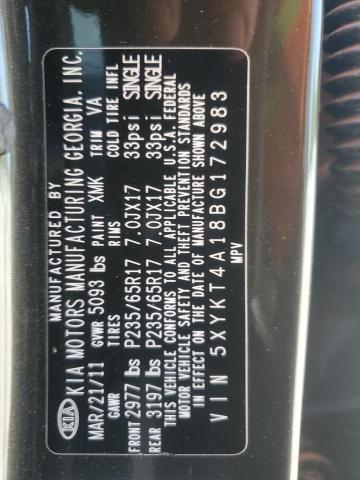 MANUFACTURED BY
KIA KIA MOTORS MANUFACTURING GEORGIA, INC.
MAR/21/11 GVWR 5093 lbs PAINT XMK TRIM VA
GAWR TIRES RIMS COLD TIRE INFL
FRONT 2977 lbs P235/65R17 7.0JX17 33psi SINGLE
REAR 3197 lbs P235/65R17 7.0JX17 33psi SINGLE
THIS VEHICLE CONFORMS TO ALL APPLICABLE U.S.A. FEDERAL
MOTOR VEHICLE SAFETY AND THEFT PREVENTION STANDARDS
IN EFFECT ON THE DATE OF MANUFACTURE SHOWN ABOVE
VIN 5XYKT4A18BG172983
MPV